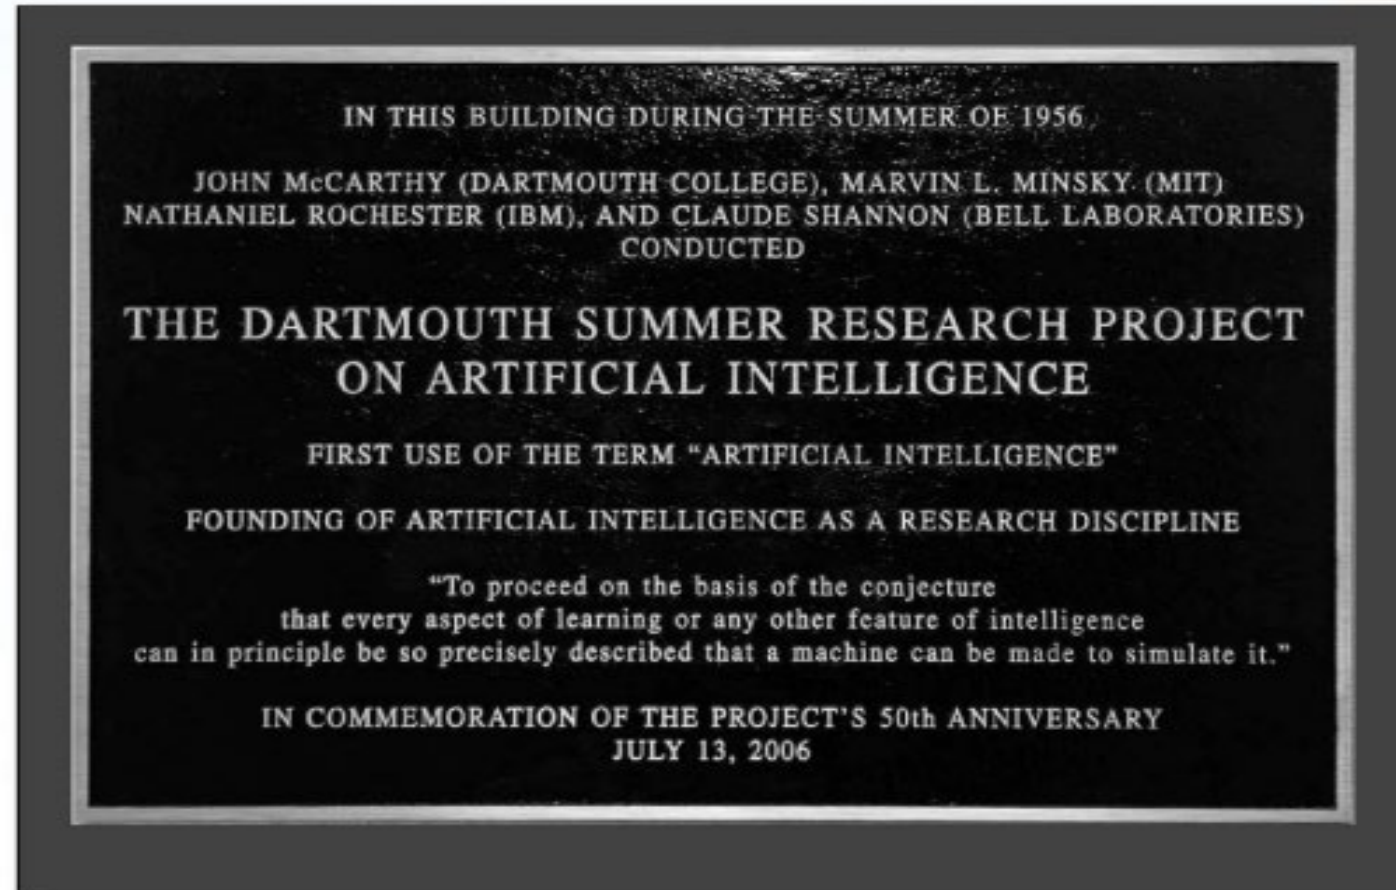 IN THIS BUILDING DURING THE SUMMER OF 1956
JOHN McCARTHY (DARTMOUTH COLLEGE), MARVIN L. MINSKY (MIT)
NATHANIEL ROCHESTER (IBM), AND CLAUDE SHANNON (BELL LABORATORIES)
CONDUCTED
THE DARTMOUTH SUMMER RESEARCH PROJECT
ON ARTIFICIAL INTELLIGENCE
FIRST USE OF THE TERM “ARTIFICIAL INTELLIGENCE”
FOUNDING OF ARTIFICIAL INTELLIGENCE AS A RESEARCH DISCIPLINE
“To proceed on the basis of the conjecture
that every aspect of learning or any other feature of intelligence
can in principle be so precisely described that a machine can be made to simulate it.”
IN COMMEMORATION OF THE PROJECT’S 50th ANNIVERSARY
JULY 13, 2006